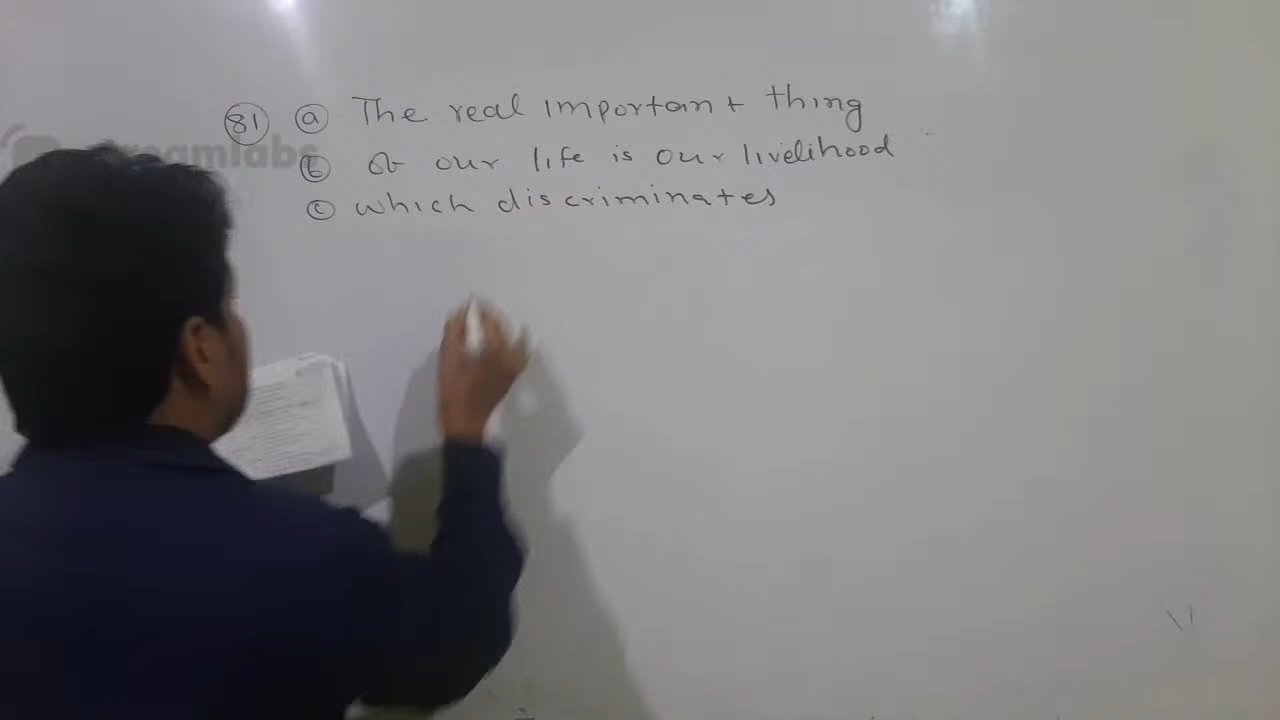 81 a The real important thing
b of our life is our livelihood
c which discriminates